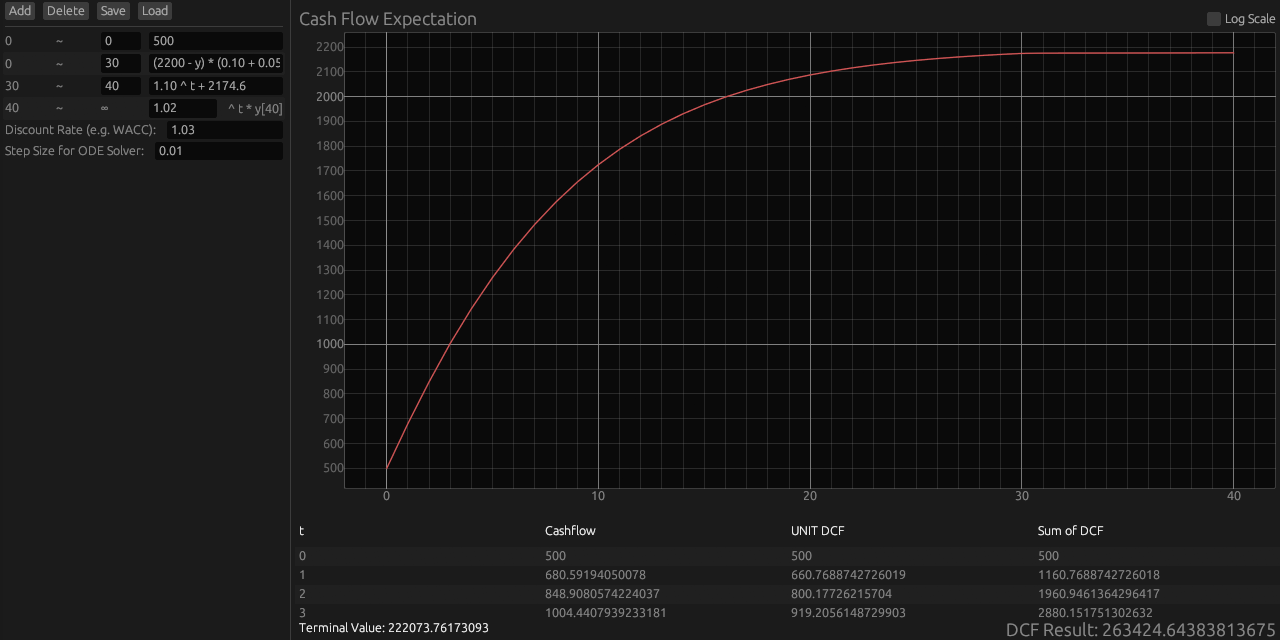 Add Delete Save Load
0 ~ 0 500
0 ~ 30 (2200 - y) * (0.10 + 0.05
30 ~ 40 1.10 ^ t + 2174.6
40 ~ ∞ 1.02 ^ t * y[40]
Discount Rate (e.g. WACC): 1.03
Step Size for ODE Solver: 0.01
Cash Flow Expectation Log Scale
2200
2100
2000
1900
1800
1700
1600
1500
1400
1300
1200
1100
1000
900
800
700
600
500
0 10 20 30 40
t Cashflow UNIT DCF Sum of DCF
0 500 500 500
1 680.59194050078 660.7688742726019 1160.7688742726018
2 848.9080574224037 800.17726215704 1960.9461364296417
3 1004.4407939233181 919.2056148729903 2880.151751302632
Terminal Value: 222073.76173093
DCF Result: 263424.64383813675